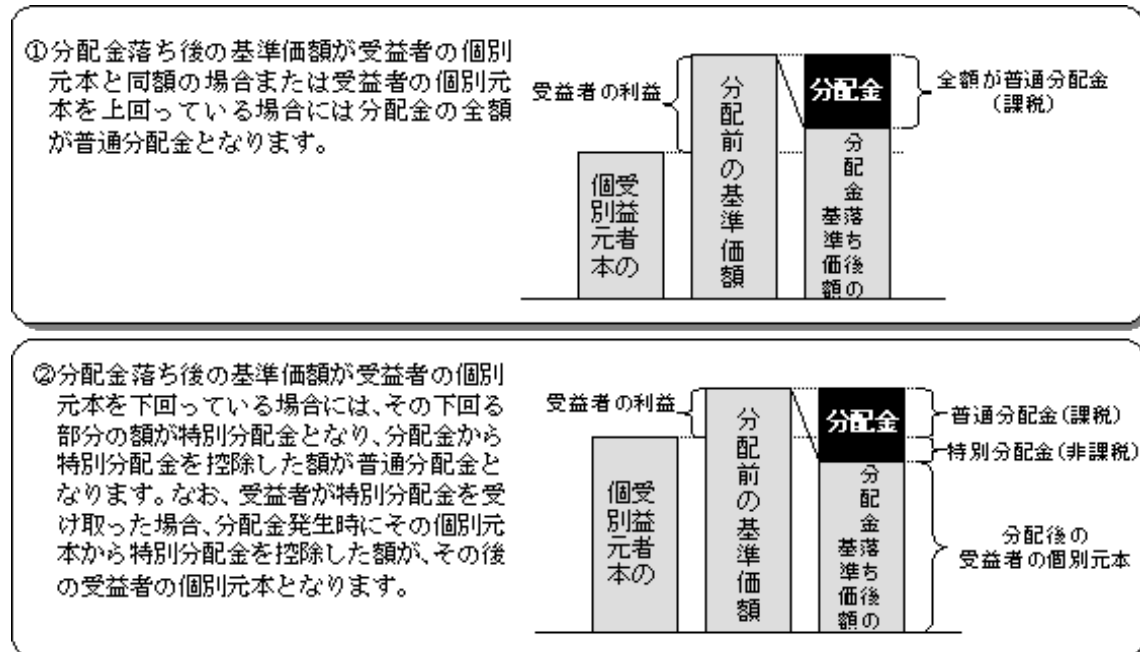 ①分配金落ち後の基準価額が受益者の個別
元本と同額の場合または受益者の個別元
本を上回っている場合には分配金の全額
が普通分配金となります。
受益者の利益
受益者の
個別元本
分配前の基準価額
分配金
分配金落ち後の
基準価額
全額が普通分配金
(課税)
②分配金落ち後の基準価額が受益者の個別
元本を下回っている場合には、その下回る
部分の額が特別分配金となり、分配金から
特別分配金を控除した額が普通分配金と
なります。なお、受益者が特別分配金を受
け取った場合、分配金発生時にその個別元
本から特別分配金を控除した額が、その後
の受益者の個別元本となります。
受益者の利益
受益者の
個別元本
分配前の基準価額
分配金
分配金落ち後の
基準価額
普通分配金(課税)
特別分配金(非課税)
分配後の
受益者の個別元本